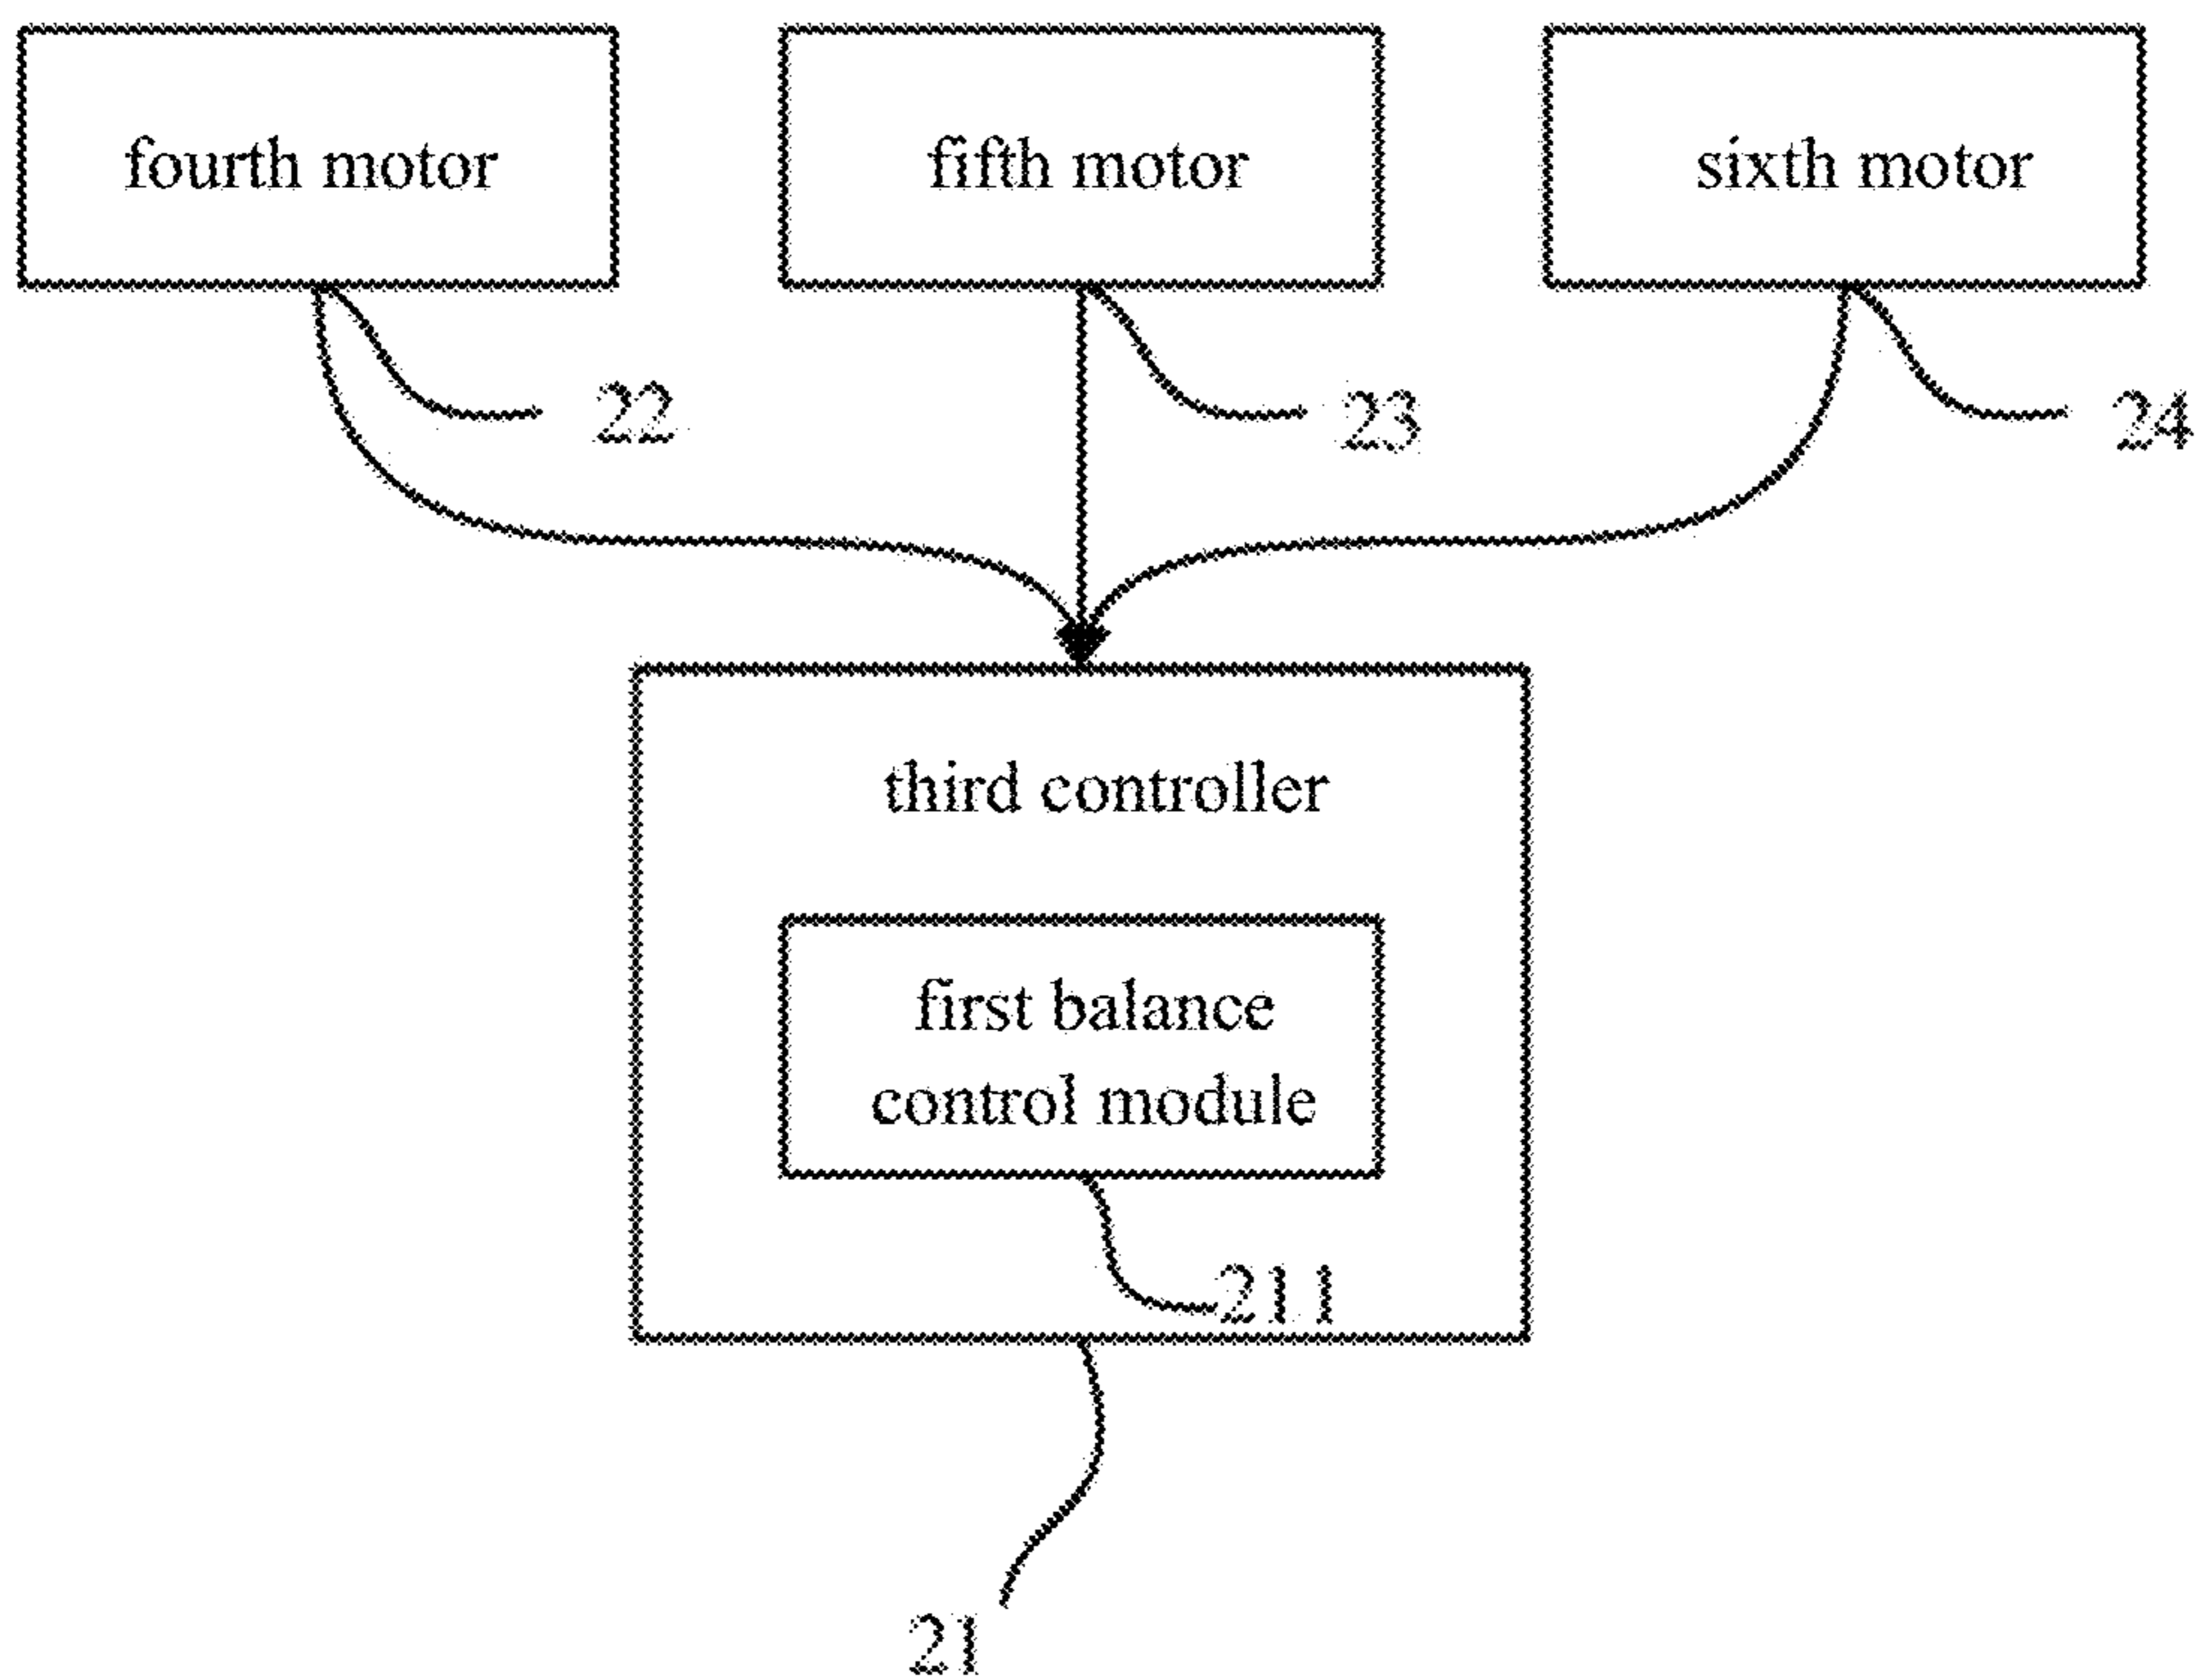 fourth motor
fifth motor
sixth motor
22
23
24
third controller
first balance
control module
211
21